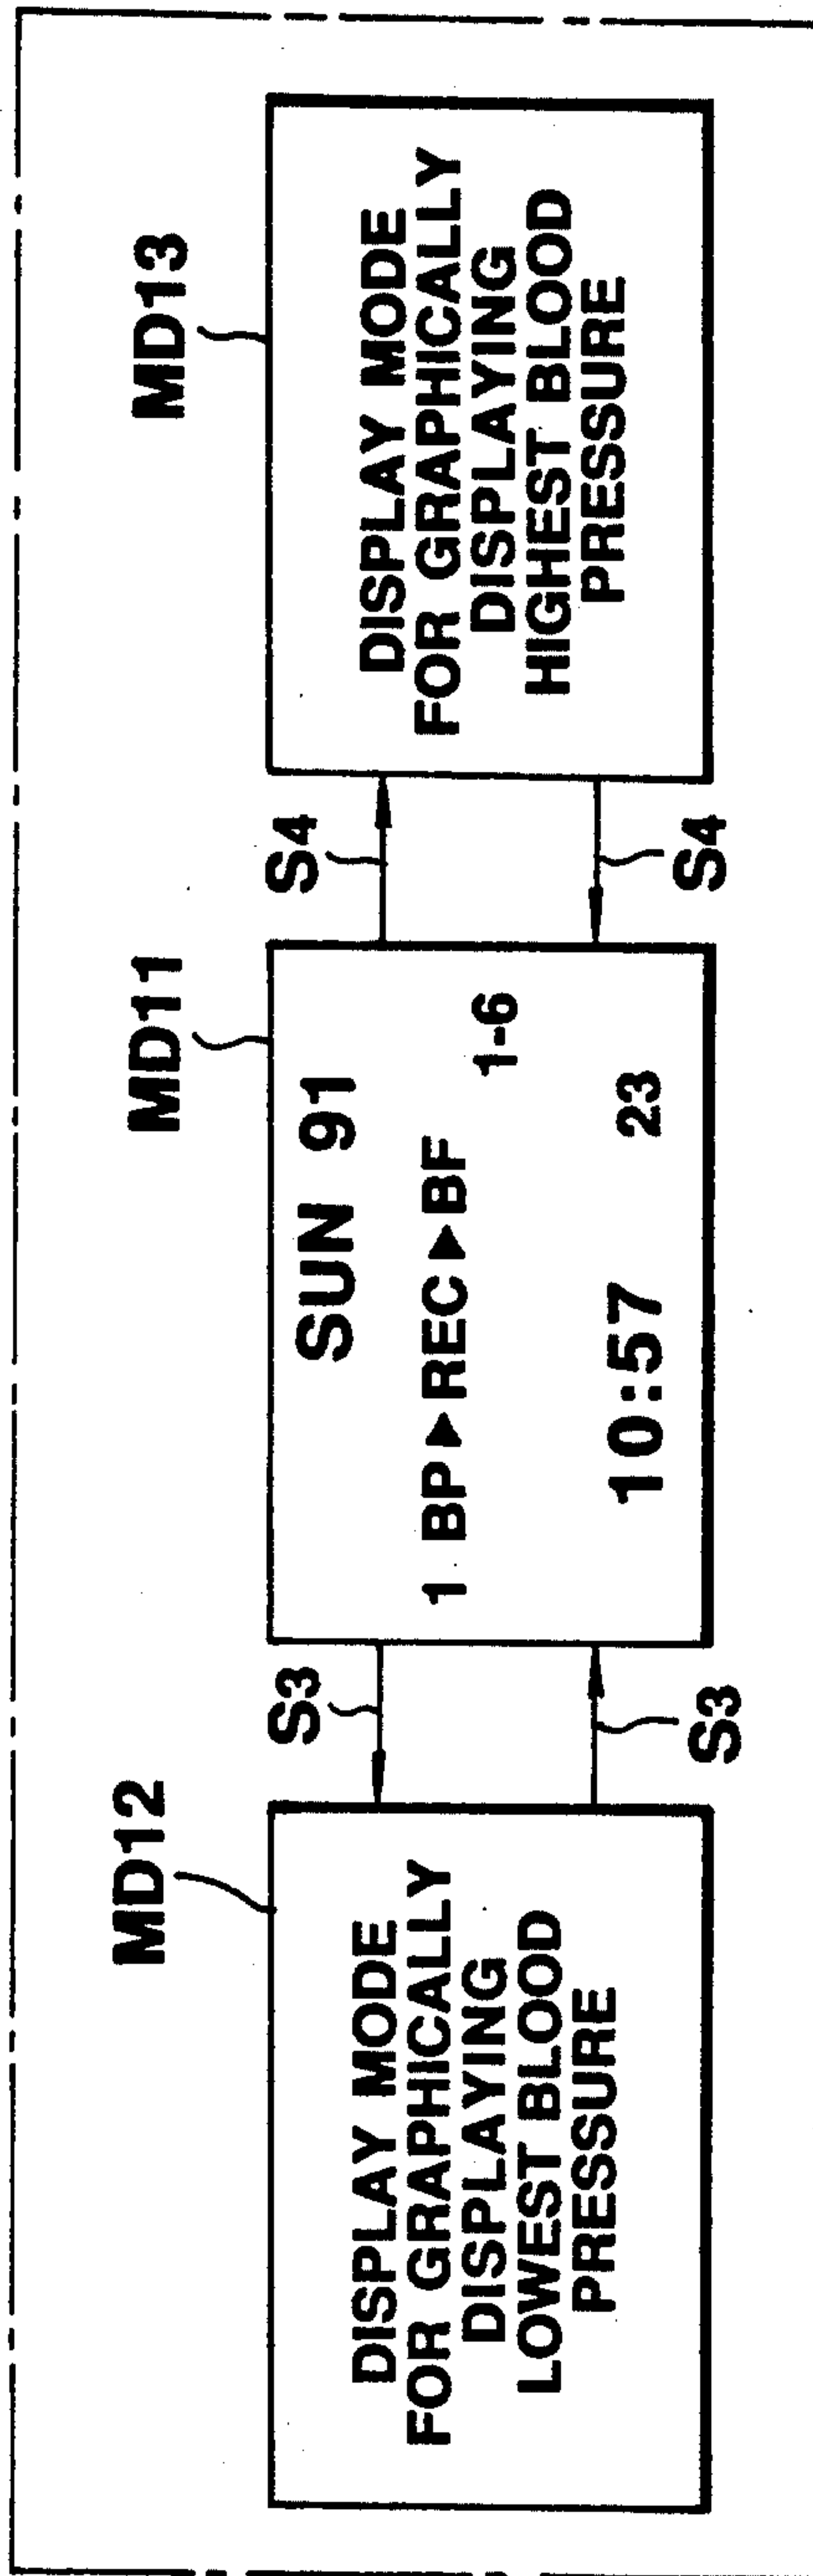 MD12
DISPLAY MODE
FOR GRAPHICALLY
DISPLAYING
LOWEST BLOOD
PRESSURE
S3
S3
MD11
SUN 91
1 BP▶REC▶BF
1-6
10:57 23
S4
S4
MD13
DISPLAY MODE
FOR GRAPHICALLY
DISPLAYING
HIGHEST BLOOD
PRESSURE